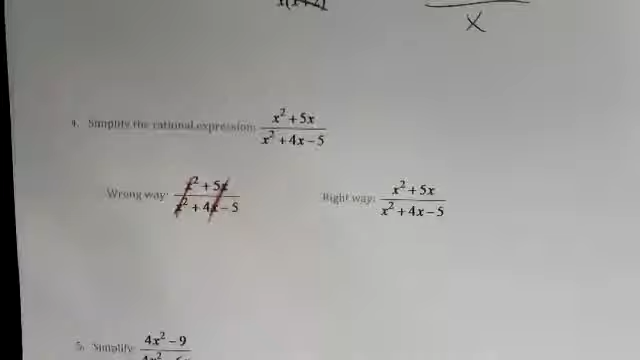 x
4. Simplify the rational expression: (x² + 5x)/(x² + 4x − 5)
Wrong way: (x² + 5x)/(x² + 4x − 5) Right way: (x² + 5x)/(x² + 4x − 5)
5. Simplify: 4x² − 9